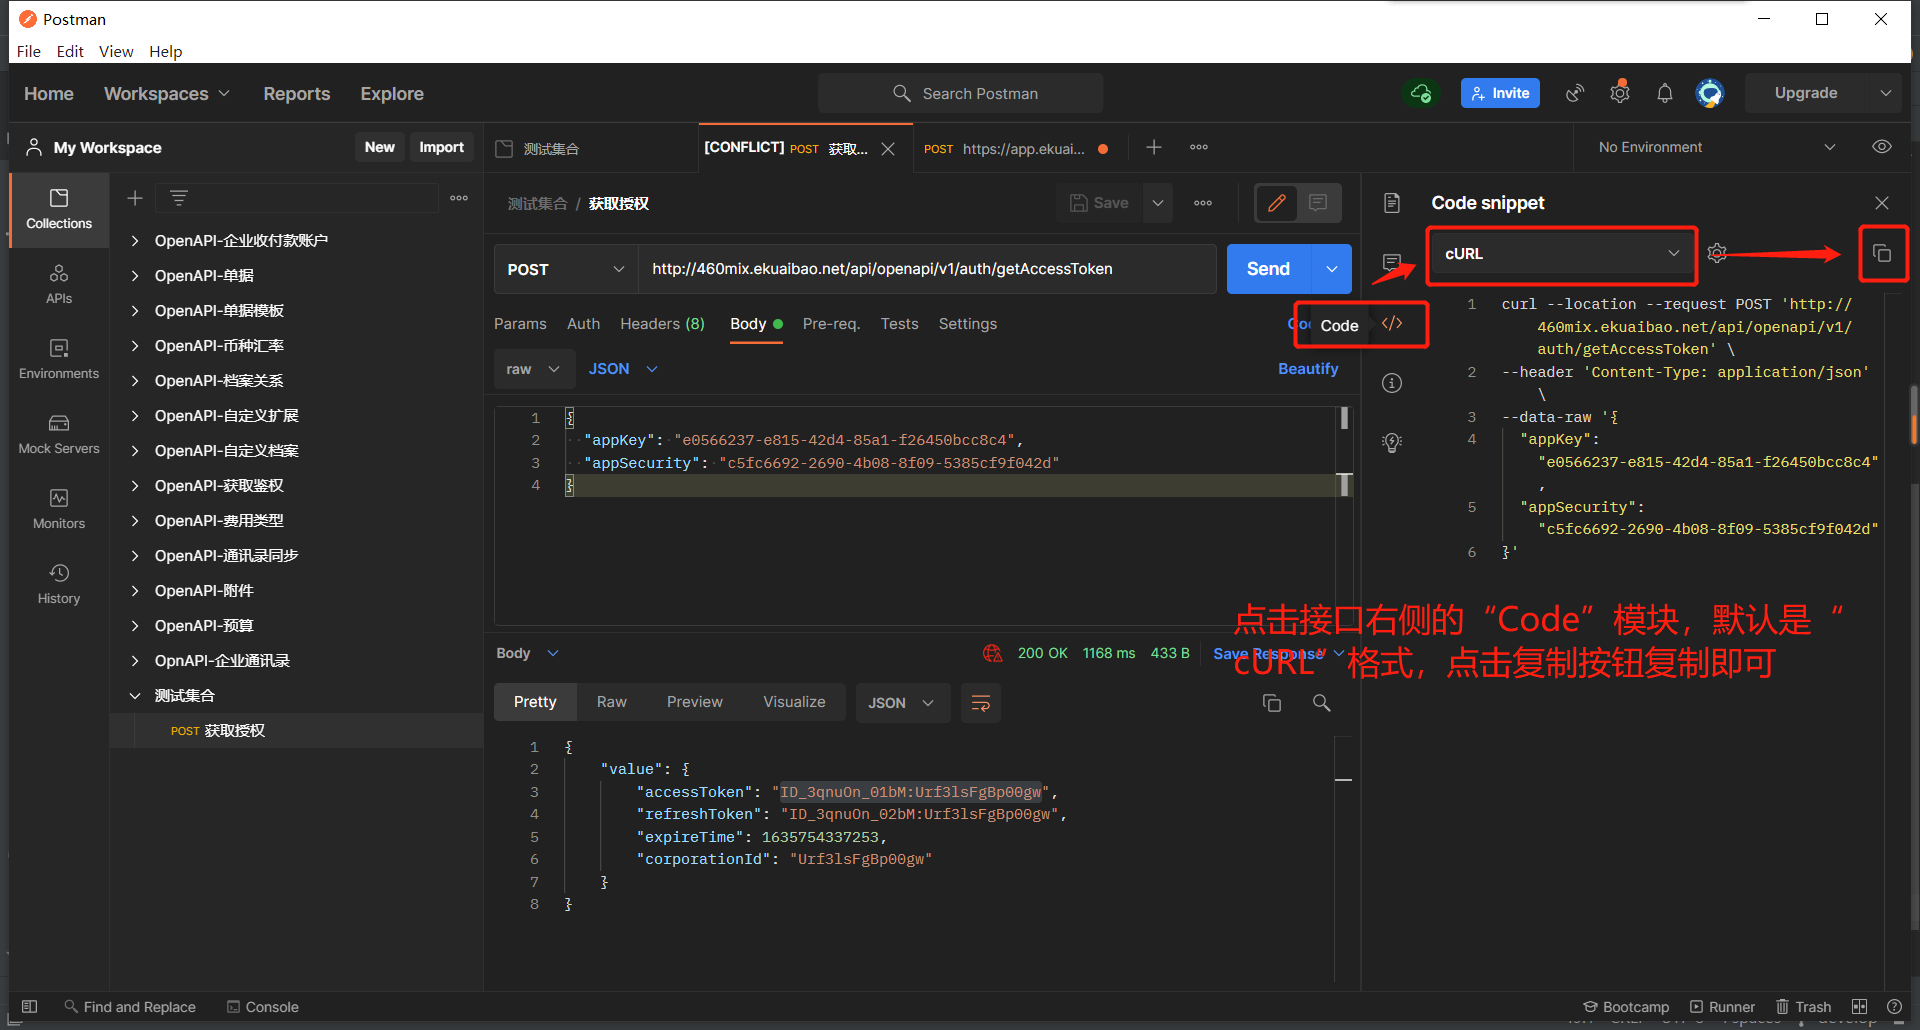 Postman
File Edit View Help
Home Workspaces Reports Explore
Search Postman
Invite
Upgrade
My Workspace
New Import
测试集合
[CONFLICT] POST 获取...
POST https://app.ekuai...
No Environment
Collections
APIs
Environments
Mock Servers
Monitors
History
OpenAPI-企业收付款账户
OpenAPI-单据
OpenAPI-单据模板
OpenAPI-币种汇率
OpenAPI-档案关系
OpenAPI-自定义扩展
OpenAPI-自定义档案
OpenAPI-获取鉴权
OpenAPI-费用类型
OpenAPI-通讯录同步
OpenAPI-附件
OpenAPI-预算
OpnAPI-企业通讯录
测试集合
POST 获取授权
测试集合 / 获取授权
Save
POST http://460mix.ekuaibao.net/api/openapi/v1/auth/getAccessToken
Send
Params Auth Headers (8) Body Pre-req. Tests Settings
Code </>
raw JSON
Beautify
1 {
2 "appKey": "e0566237-e815-42d4-85a1-f26450bcc8c4",
3 "appSecurity": "c5fc6692-2690-4b08-8f09-5385cf9f042d"
4 }
Code snippet
cURL
1 curl --location --request POST 'http://
460mix.ekuaibao.net/api/openapi/v1/
auth/getAccessToken' \
2 --header 'Content-Type: application/json'
\
3 --data-raw '{
4 "appKey":
"e0566237-e815-42d4-85a1-f26450bcc8c4"
,
5 "appSecurity":
"c5fc6692-2690-4b08-8f09-5385cf9f042d"
6 }'
点击接口右侧的“Code”模块，默认是“
cURL”格式，点击复制按钮复制即可
Body
200 OK 1168 ms 433 B Save Response
Pretty Raw Preview Visualize JSON
1 {
2 "value": {
3 "accessToken": "ID_3qnuOn_01bM:Urf3lsFgBp00gw",
4 "refreshToken": "ID_3qnuOn_02bM:Urf3lsFgBp00gw",
5 "expireTime": 1635754337253,
6 "corporationId": "Urf3lsFgBp00gw"
7 }
8 }
Find and Replace Console
Bootcamp Runner Trash